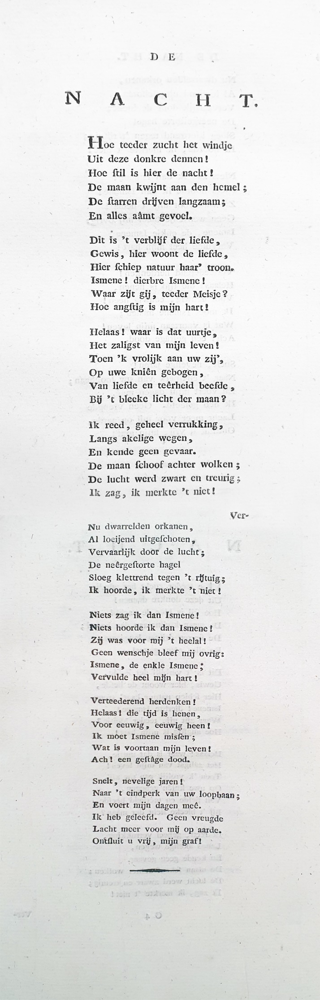 DE
NACHT.
Hoe teeder zucht het windje
Uit deze donkre dennen!
Hoe ſtil is hier de nacht!
De maan kwijnt aan den hemel;
De ſtarren drijven langzaam;
En alles aâmt gevoel.
Dit is 't verblijf der liefde,
Gewis, hier woont de liefde,
Hier ſchiep natuur haar' troon.
Ismene! dierbre Ismene!
Waar zijt gij, teeder Meisje?
Hoe angſtig is mijn hart!
Helaas! waar is dat uurtje,
Het zaligst van mijn leven!
Toen 'k vrolijk aan uw zij',
Op uwe kniên gebogen,
Van liefde en teêrheid beefde,
Bij 't bleeke licht der maan?
Ik reed, geheel verrukking,
Langs akelige wegen,
En kende geen gevaar.
De maan ſchoof achter wolken;
De lucht werd zwart en treurig;
Ik zag, ik merkte 't niet!
Ver-
Nu dwarrelden orkanen,
Al loeijend uitgeſchoten,
Vervaarlijk door de lucht;
De neêrgeſtorte hagel
Sloeg klettrend tegen 't rijtuig;
Ik hoorde, ik merkte 't niet!
Niets zag ik dan Ismene!
Niets hoorde ik dan Ismene!
Zij was voor mij 't heelal!
Geen wenschje bleef mij ovrig:
Ismene, de enkle Ismene;
Vervulde heel mijn hart!
Verteederend herdenken!
Helaas! die tijd is henen,
Voor eeuwig, eeuwig heen!
Ik moet Ismene misſen;
Wat is voortaan mijn leven!
Ach! een geſtâge dood.
Snelt, nevelige jaren!
Naar 't eindperk van uw loopbaan;
En voert mijn dagen meê.
Ik heb geleefd. Geen vreugde
Lacht meer voor mij op aarde.
Ontſluit u vrij, mijn graf!